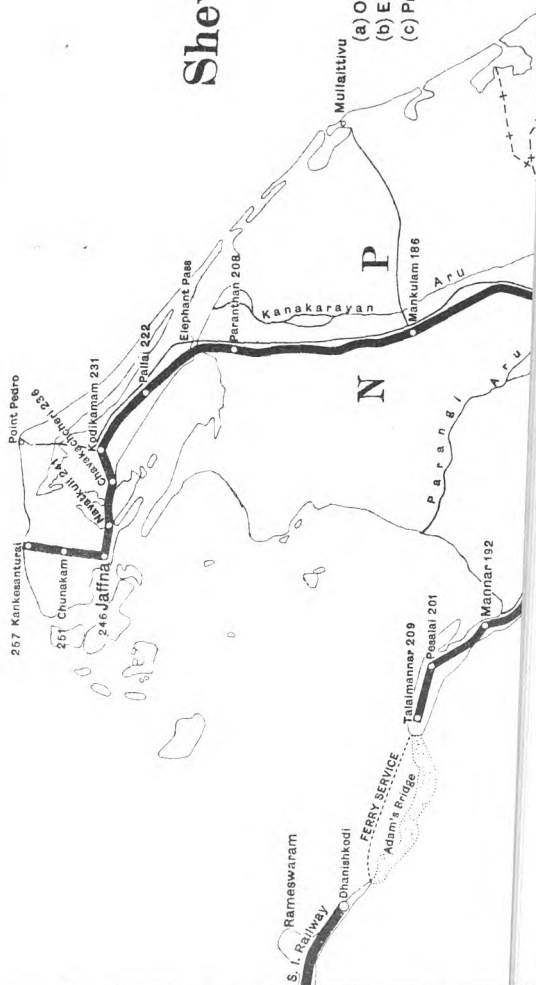 Shev
(a) O
(b) E
(c) P
Point Pedro
257 Kankesanturai
251 Chunakam
246 Jaffna
Navatkuli 241
Chavakachcheri 236
Kodikamam 231
Pallai 222
Elephant Pass
Paranthan 208
Mullaittivu
Kanakarayan Aru
Mankulam 186
N P
Parangi Aru
Mannar 192
Pesalai 201
Talaimannar 209
FERRY SERVICE
Adam's Bridge
Dhanishkodi
Rameswaram
S. I. Railway